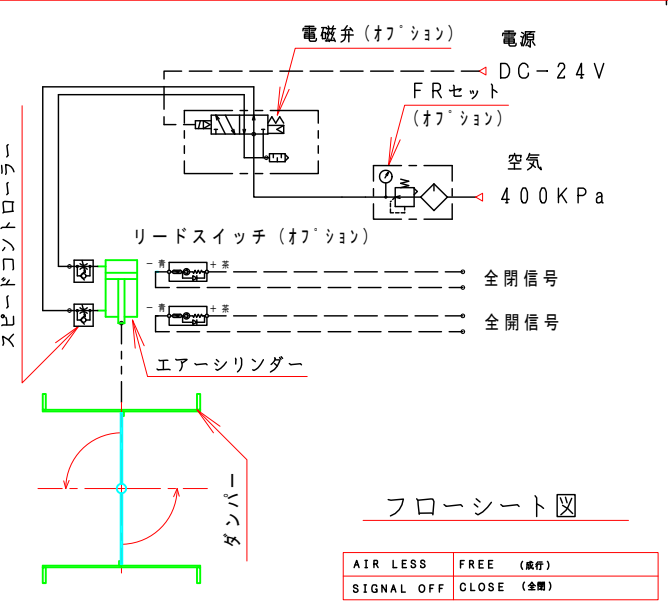 電磁弁 (オプション)
電源
DC-24V
FRセット
(オプション)
空気
400KPa
スピードコントローラー
リードスイッチ (オプション)
- 青
+ 茶
全閉信号
- 青
+ 茶
全開信号
エアーシリンダー
ダンパー
フローシート図
AIR LESS FREE (成行)
SIGNAL OFF CLOSE (全閉)